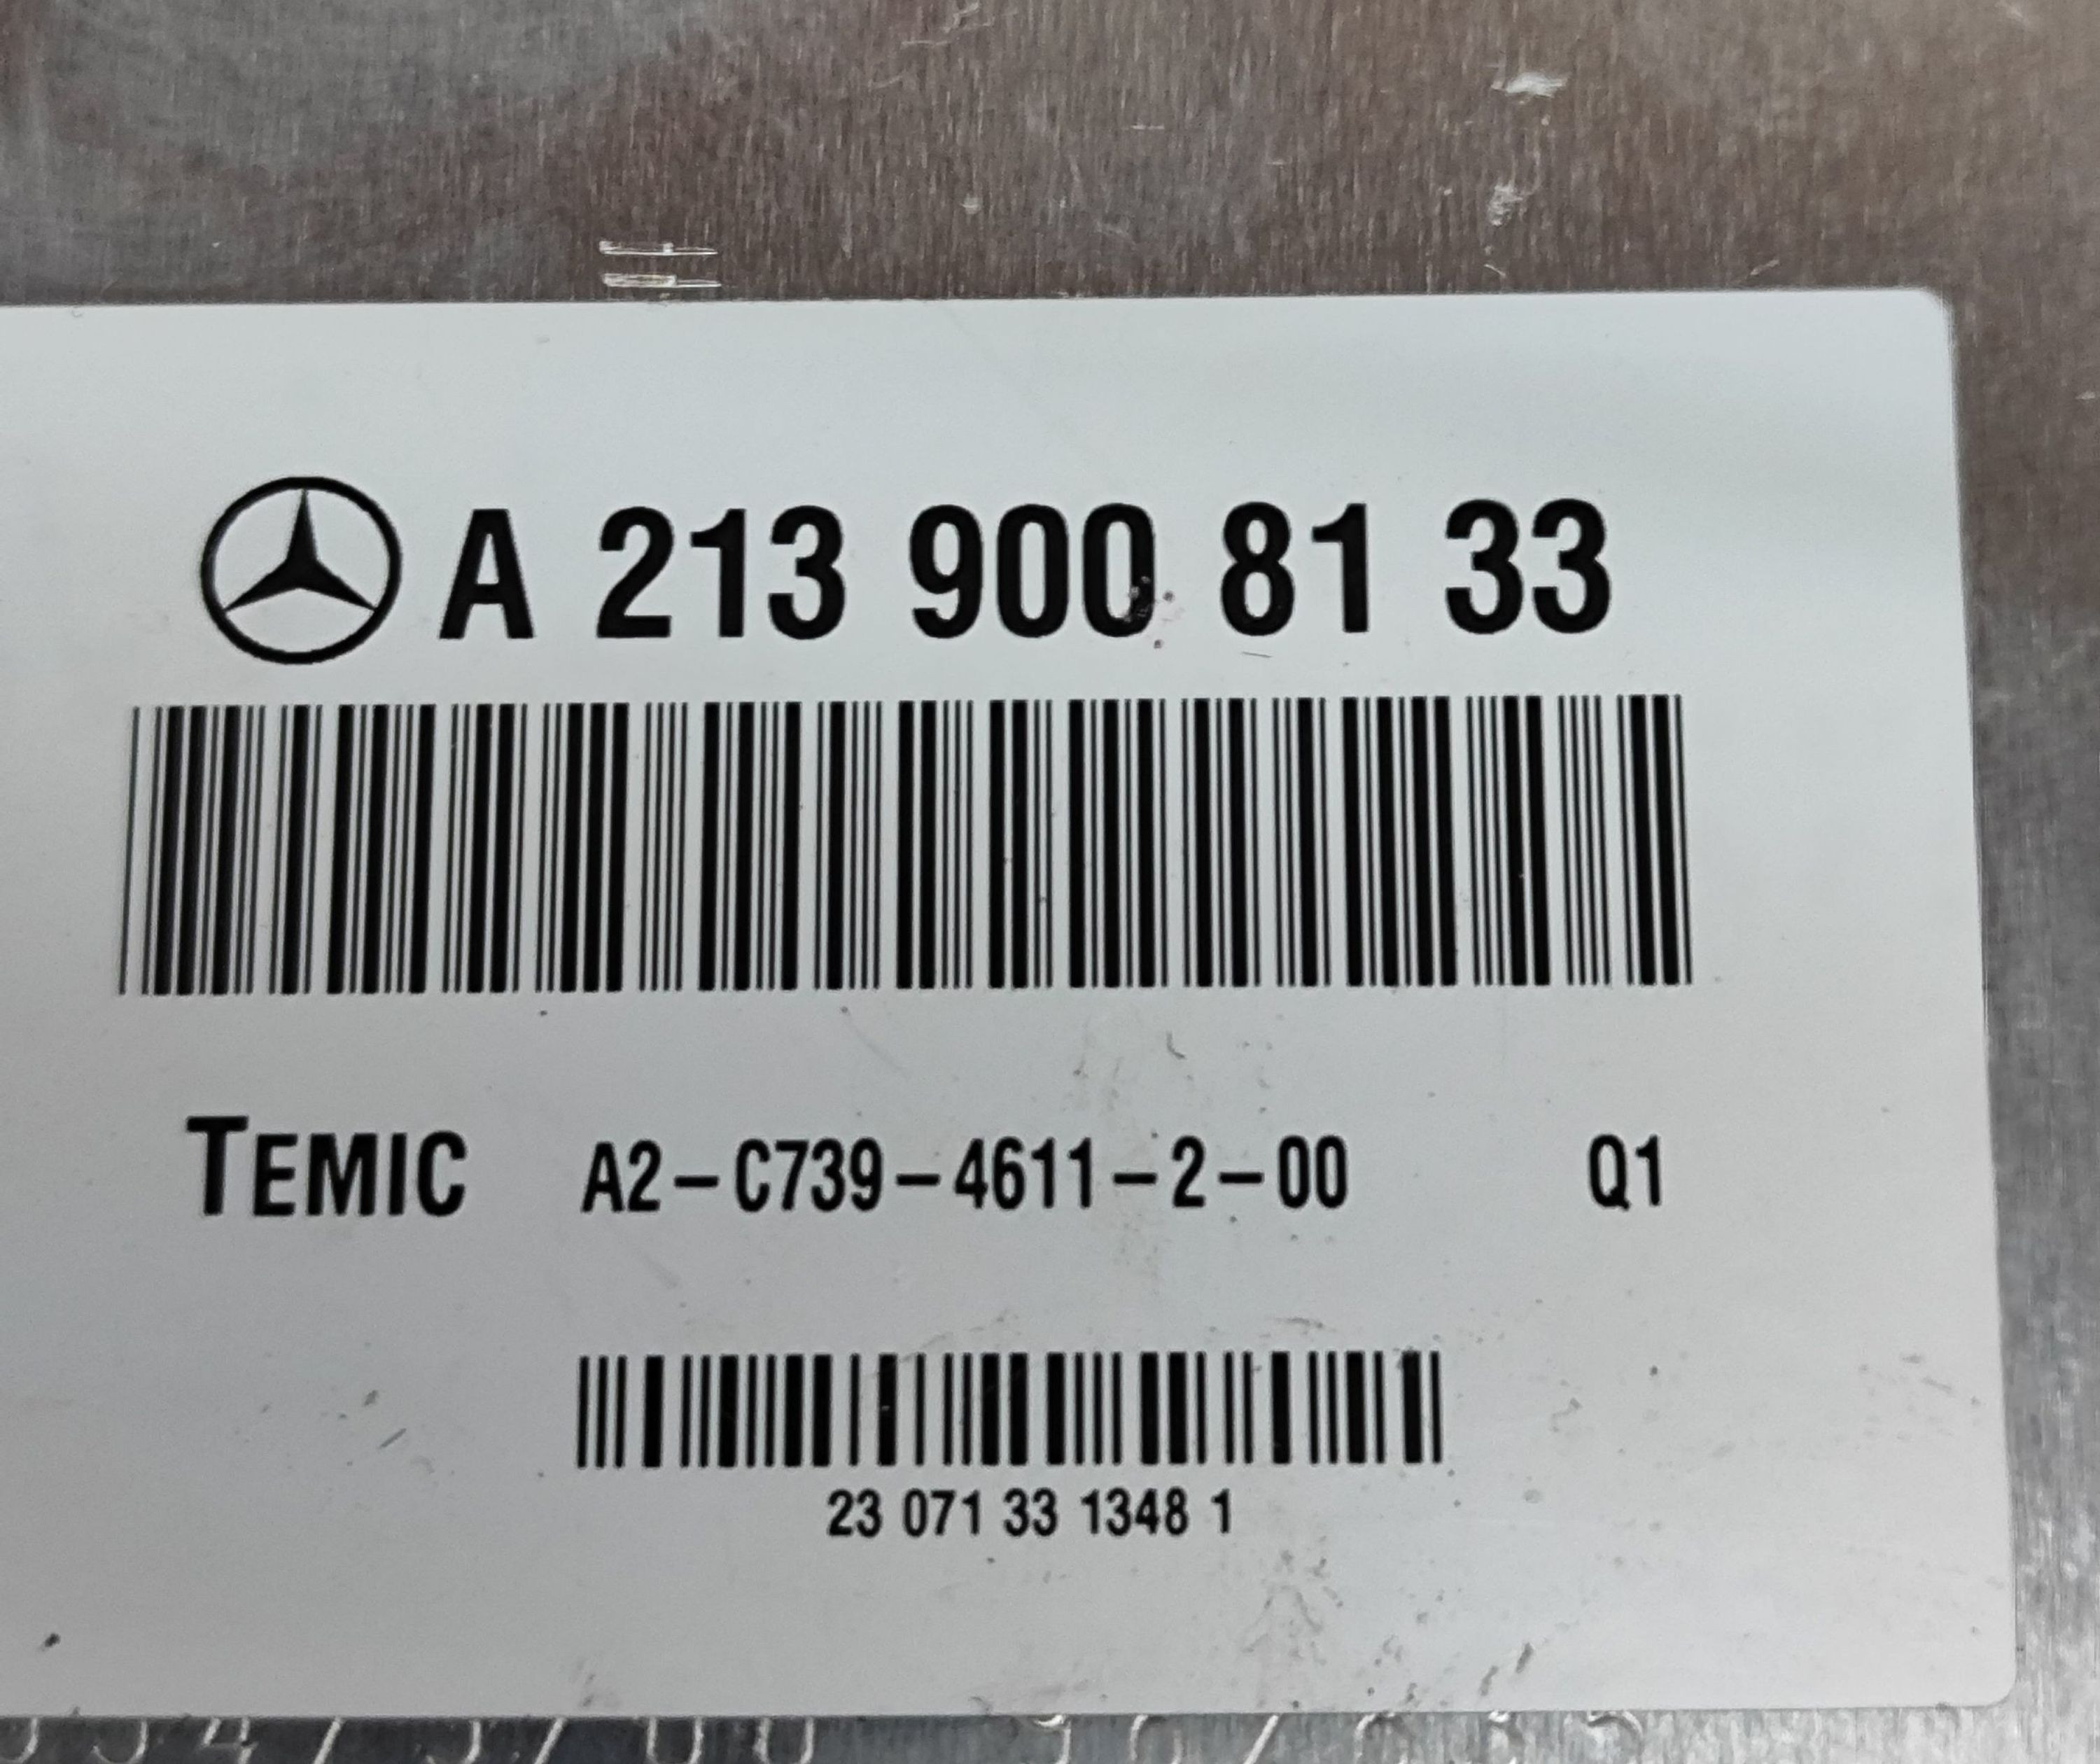 A 213 900 81 33
TEMIC A2-C739-4611-2-00 Q1
23 071 33 1348 1